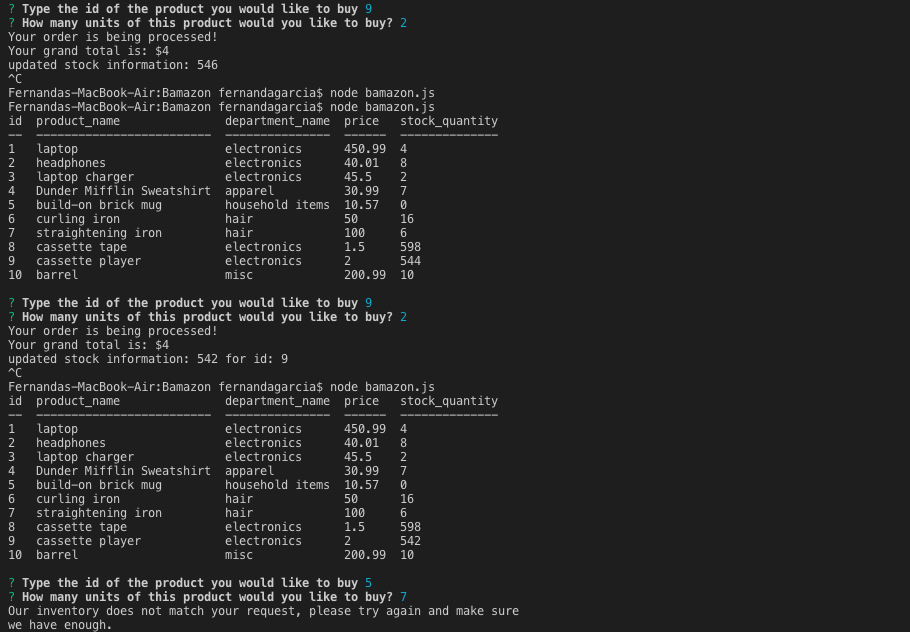 ? Type the id of the product you would like to buy 9
? How many units of this product would you like to buy? 2
Your order is being processed!
Your grand total is: $4
updated stock information: 546
^C
Fernandas-MacBook-Air:Bamazon fernandagarcia$ node bamazon.js
Fernandas-MacBook-Air:Bamazon fernandagarcia$ node bamazon.js
id  product_name               department_name  price   stock_quantity
--  -------------------------  ---------------  ------  --------------
1   laptop                     electronics      450.99  4
2   headphones                 electronics      40.01   8
3   laptop charger             electronics      45.5    2
4   Dunder Mifflin Sweatshirt  apparel          30.99   7
5   build-on brick mug         household items  10.57   0
6   curling iron               hair             50      16
7   straightening iron         hair             100     6
8   cassette tape              electronics      1.5     598
9   cassette player            electronics      2       544
10  barrel                     misc             200.99  10
? Type the id of the product you would like to buy 9
? How many units of this product would you like to buy? 2
Your order is being processed!
Your grand total is: $4
updated stock information: 542 for id: 9
^C
Fernandas-MacBook-Air:Bamazon fernandagarcia$ node bamazon.js
id  product_name               department_name  price   stock_quantity
--  -------------------------  ---------------  ------  --------------
1   laptop                     electronics      450.99  4
2   headphones                 electronics      40.01   8
3   laptop charger             electronics      45.5    2
4   Dunder Mifflin Sweatshirt  apparel          30.99   7
5   build-on brick mug         household items  10.57   0
6   curling iron               hair             50      16
7   straightening iron         hair             100     6
8   cassette tape              electronics      1.5     598
9   cassette player            electronics      2       542
10  barrel                     misc             200.99  10
? Type the id of the product you would like to buy 5
? How many units of this product would you like to buy? 7
Our inventory does not match your request, please try again and make sure
we have enough.